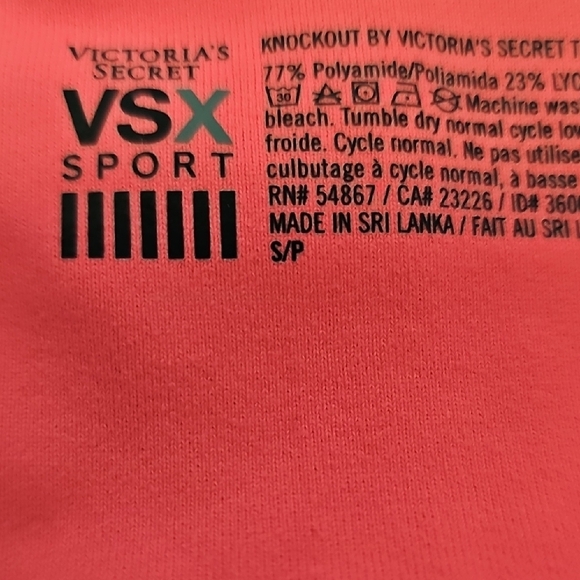 VICTORIA'S
SECRET
VSX
SPORT
KNOCKOUT BY VICTORIA'S SECRET
77% Polyamide/Poliamida 23%
30
Machine
bleach. Tumble dry normal cycle
froide. Cycle normal. Ne pas
culbutage à cycle normal, à basse
RN# 54867 / CA# 23226 / ID#
MADE IN SRI LANKA / FAIT AU SRI
S/P